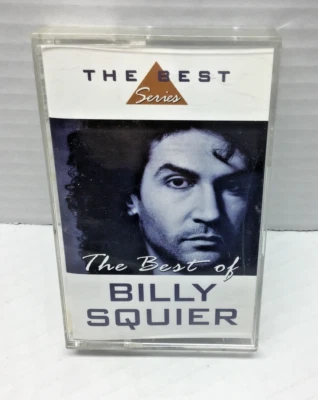 THE BEST
Series
The Best of
BILLY
SQUIER